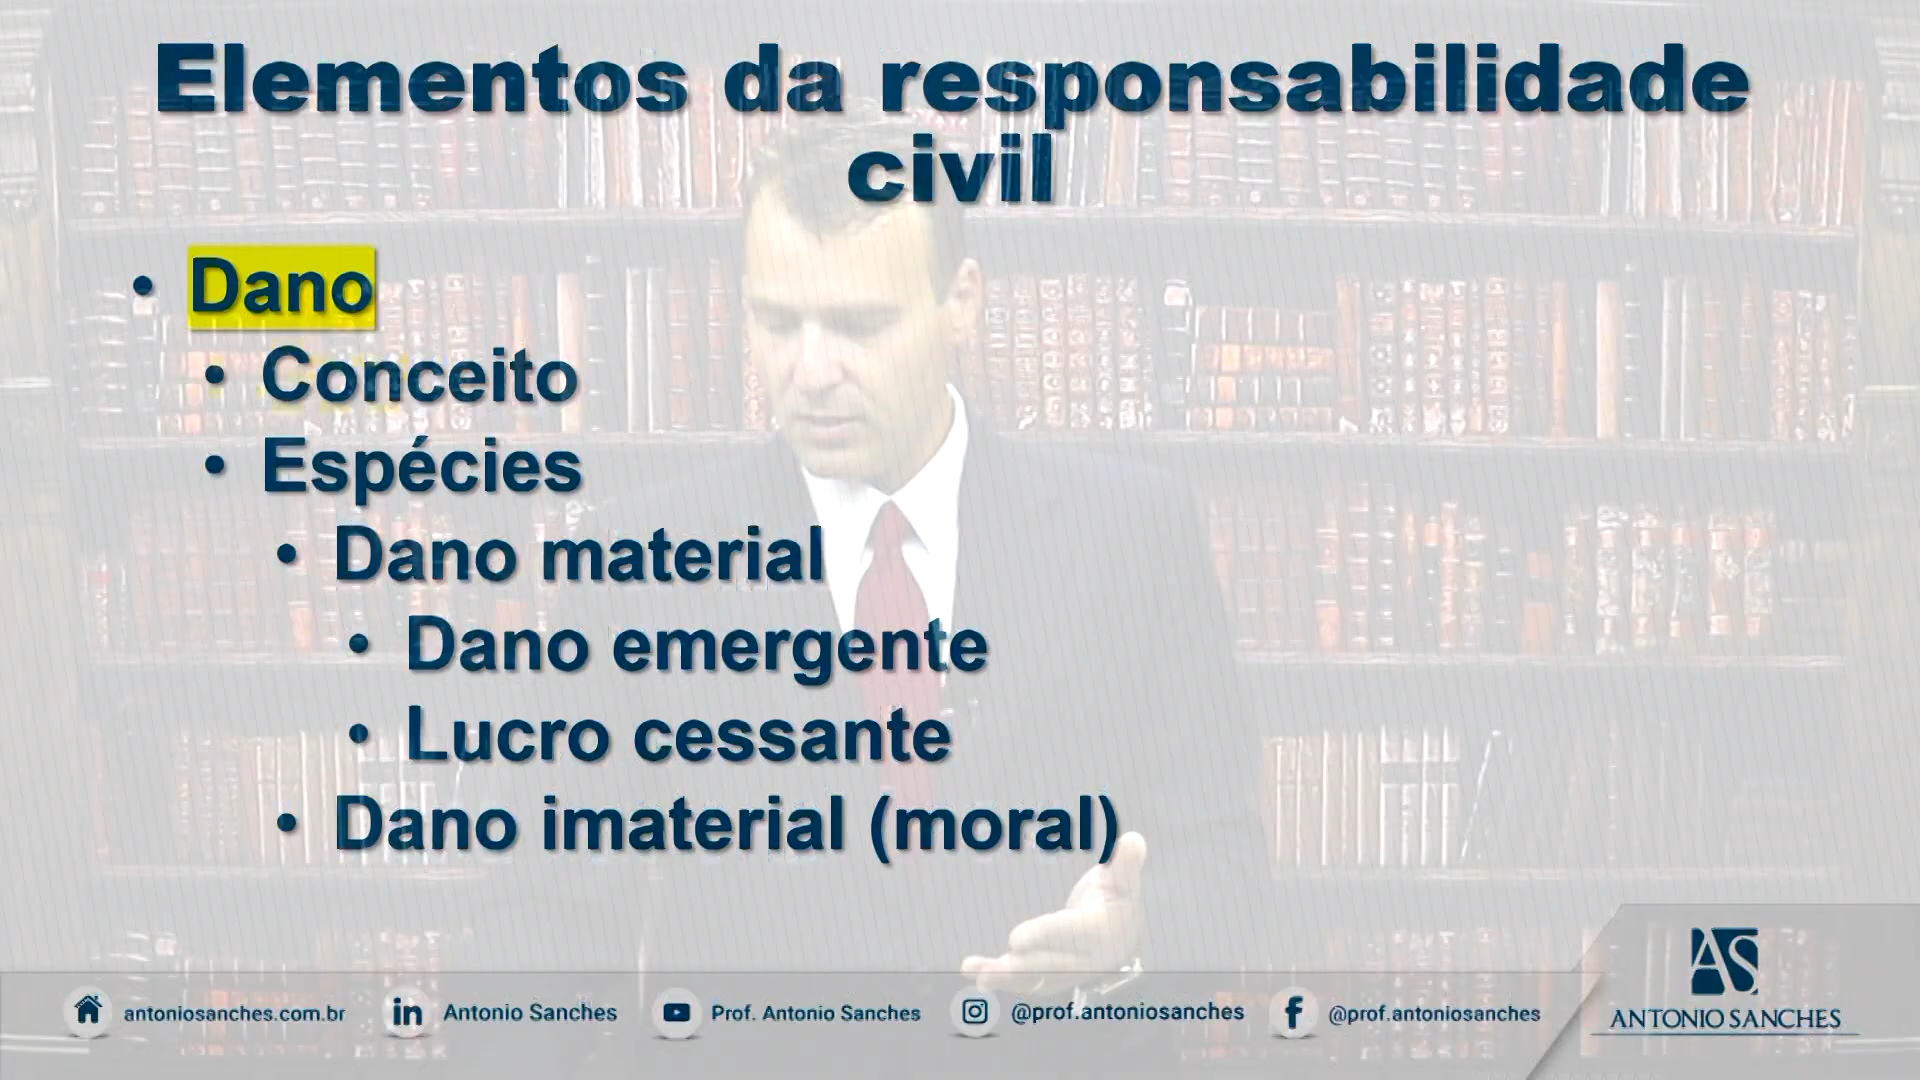 Elementos da responsabilidade
civil
• Dano
• Conceito
• Espécies
• Dano material
• Dano emergente
• Lucro cessante
• Dano imaterial (moral)
antoniosanches.com.br
in Antonio Sanches
Prof. Antonio Sanches
@prof.antoniosanches
f @prof.antoniosanches
AS
ANTONIO SANCHES